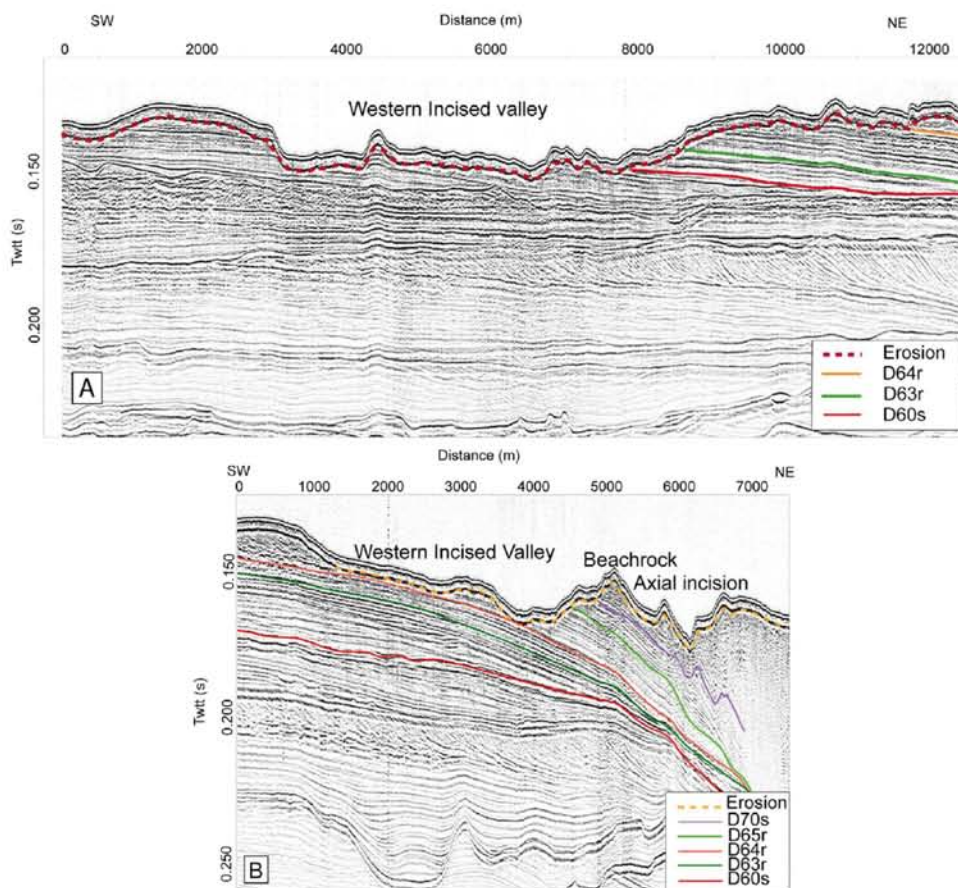 Distance (m)
SW NE
0 2000 4000 6000 8000 10000 12000
Western Incised valley
0.150
Twtt (s)
0.200
Erosion
D64r
D63r
D60s
A
Distance (m)
SW NE
0 1000 2000 3000 4000 5000 6000 7000
Western Incised Valley
Beachrock
Axial incision
0.150
Twtt (s)
0.200
0.250
Erosion
D70s
D65r
D64r
D63r
D60s
B